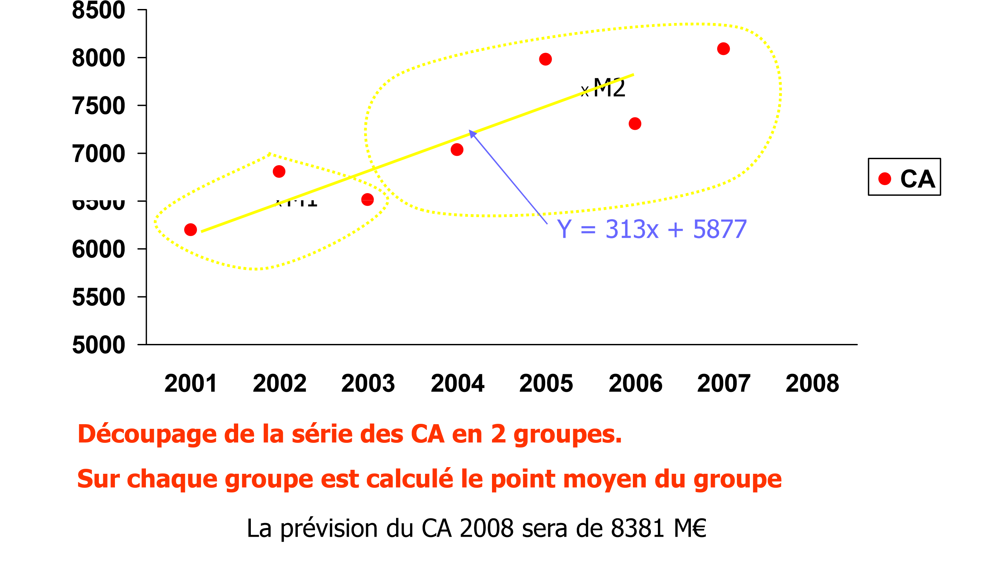 8500
8000
7500
7000
6500
6000
5500
5000
x M2
x M1
Y = 313x + 5877
CA
2001 2002 2003 2004 2005 2006 2007 2008
Découpage de la série des CA en 2 groupes.
Sur chaque groupe est calculé le point moyen du groupe
La prévision du CA 2008 sera de 8381 M€